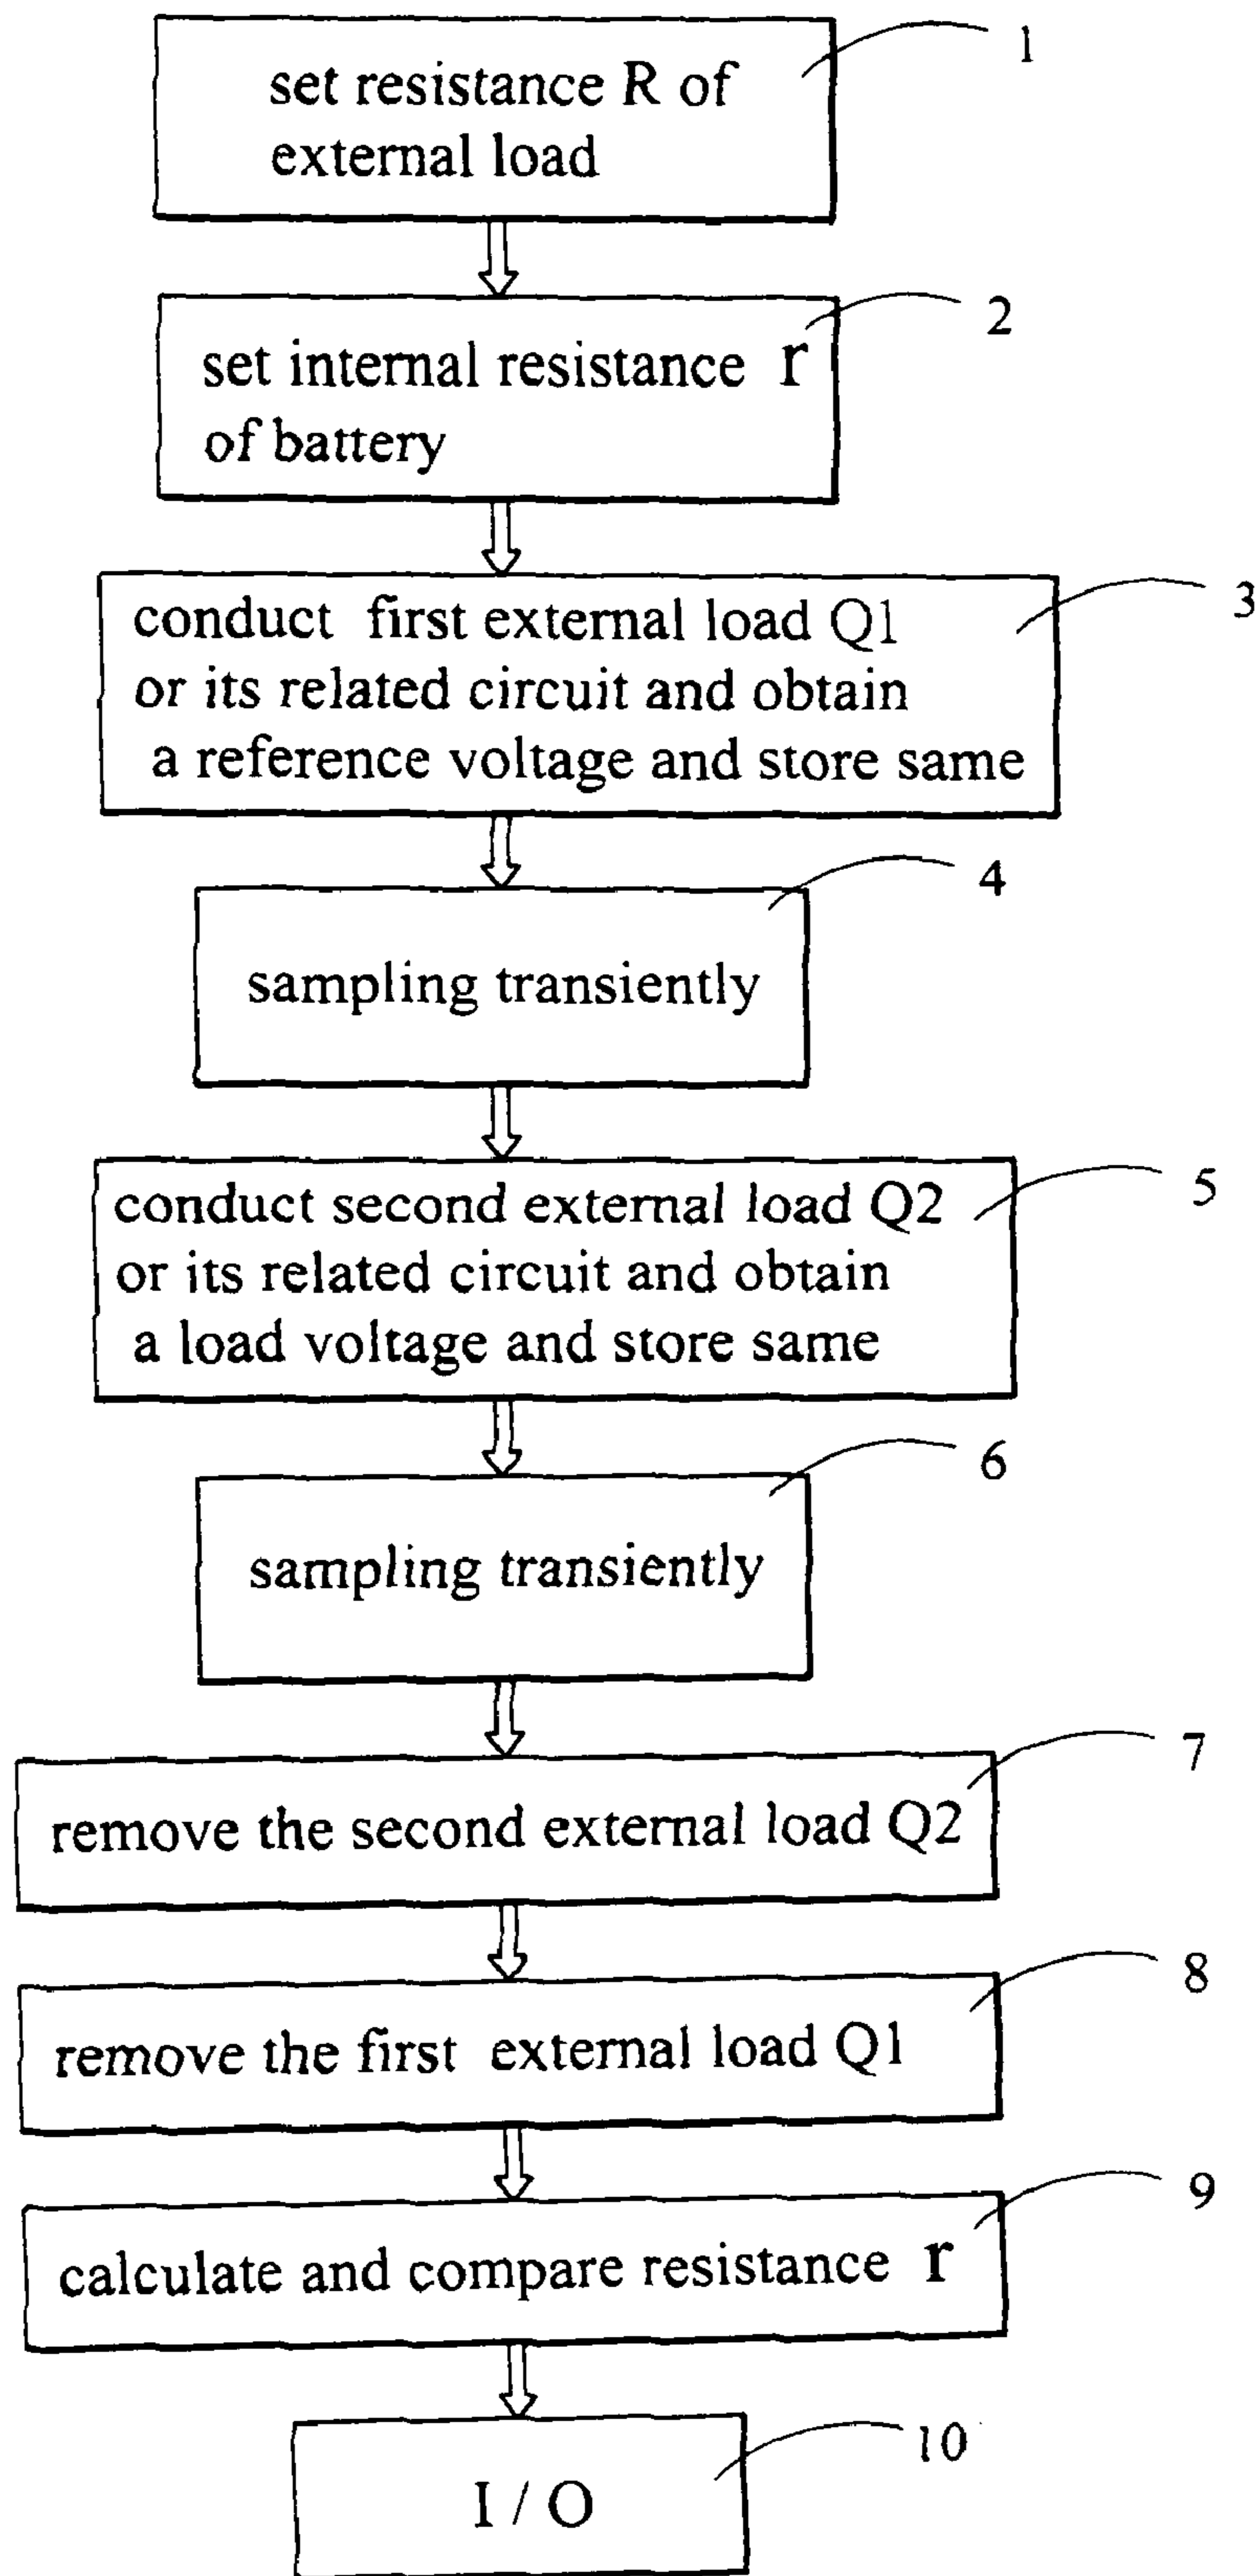 1
set resistance R of
external load
2
set internal resistance r
of battery
3
conduct first external load Q1
or its related circuit and obtain
a reference voltage and store same
4
sampling transiently
5
conduct second external load Q2
or its related circuit and obtain
a load voltage and store same
6
sampling transiently
7
remove the second external load Q2
8
remove the first external load Q1
9
calculate and compare resistance r
10
I / O